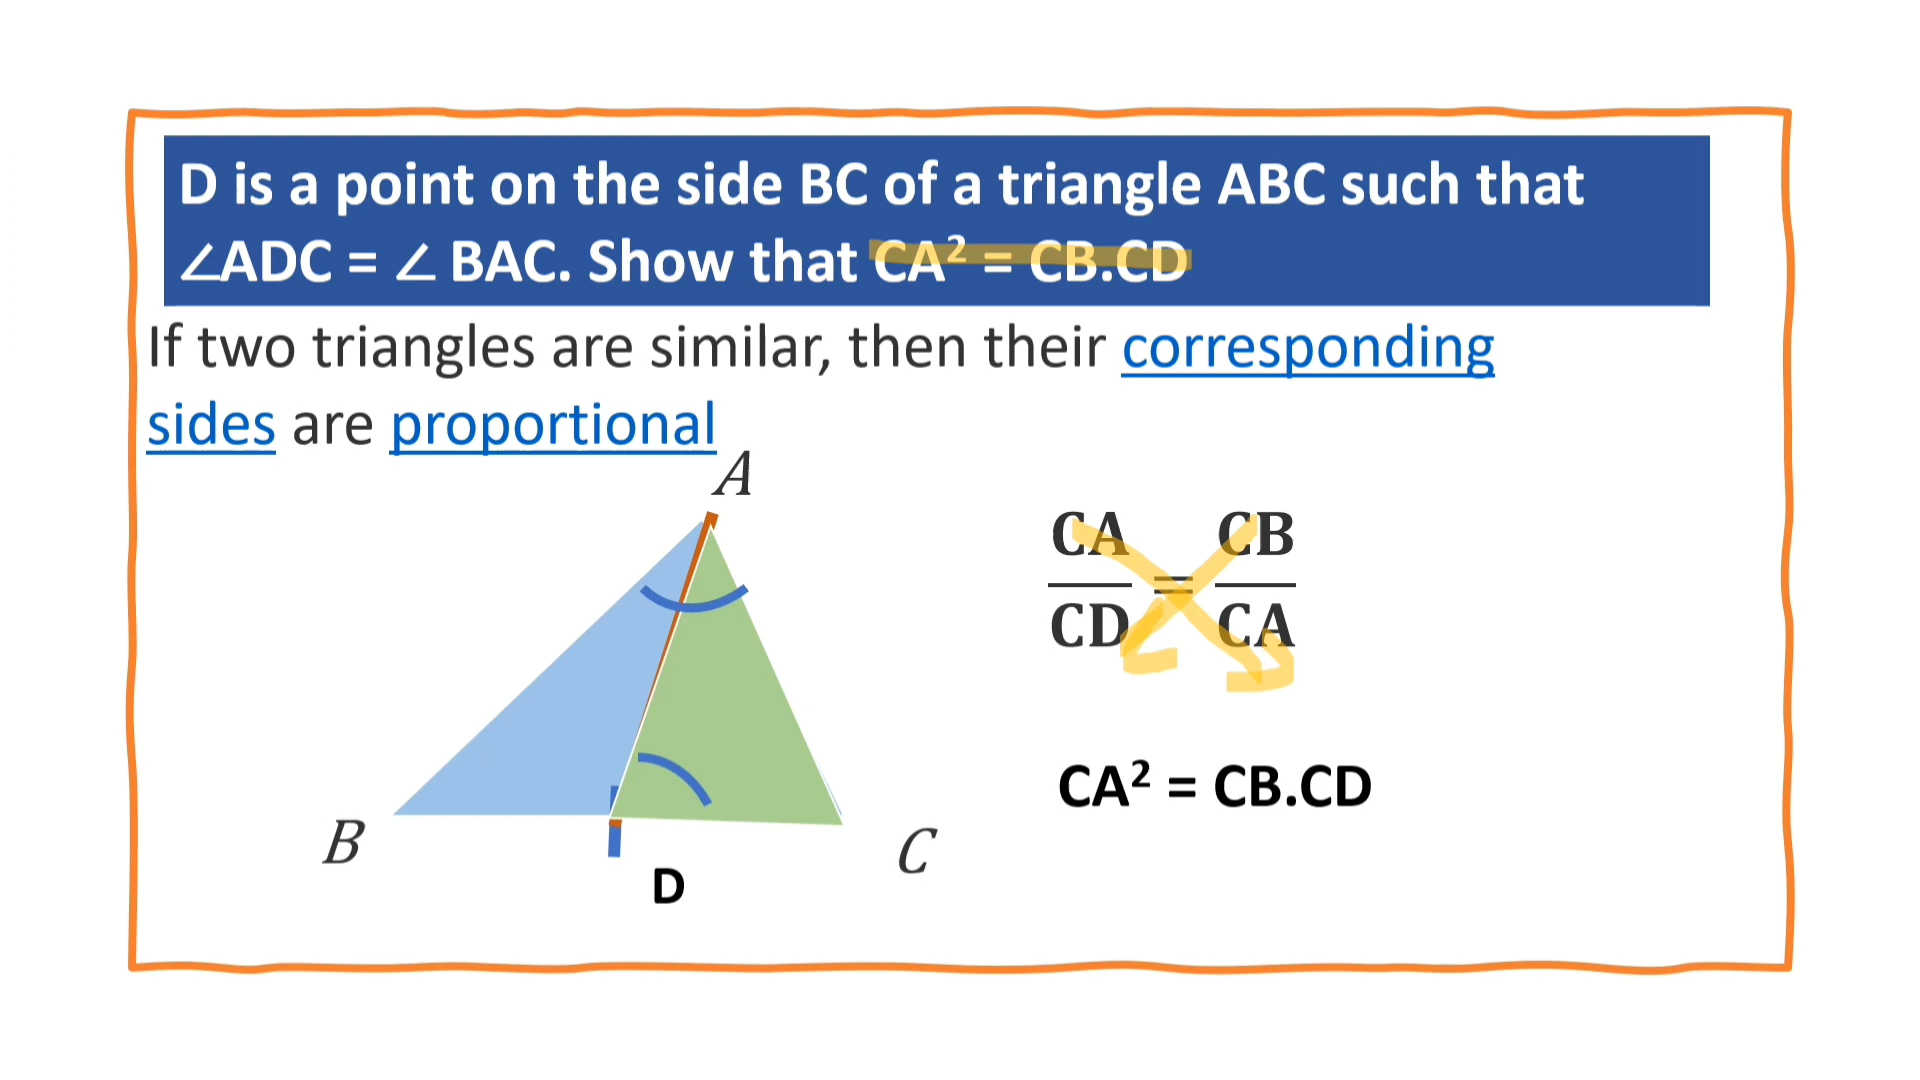 D is a point on the side BC of a triangle ABC such that
∠ADC = ∠ BAC. Show that CA² = CB.CD
If two triangles are similar, then their corresponding
sides are proportional
A
B
C
D
CA/CD = CB/CA
CA² = CB.CD